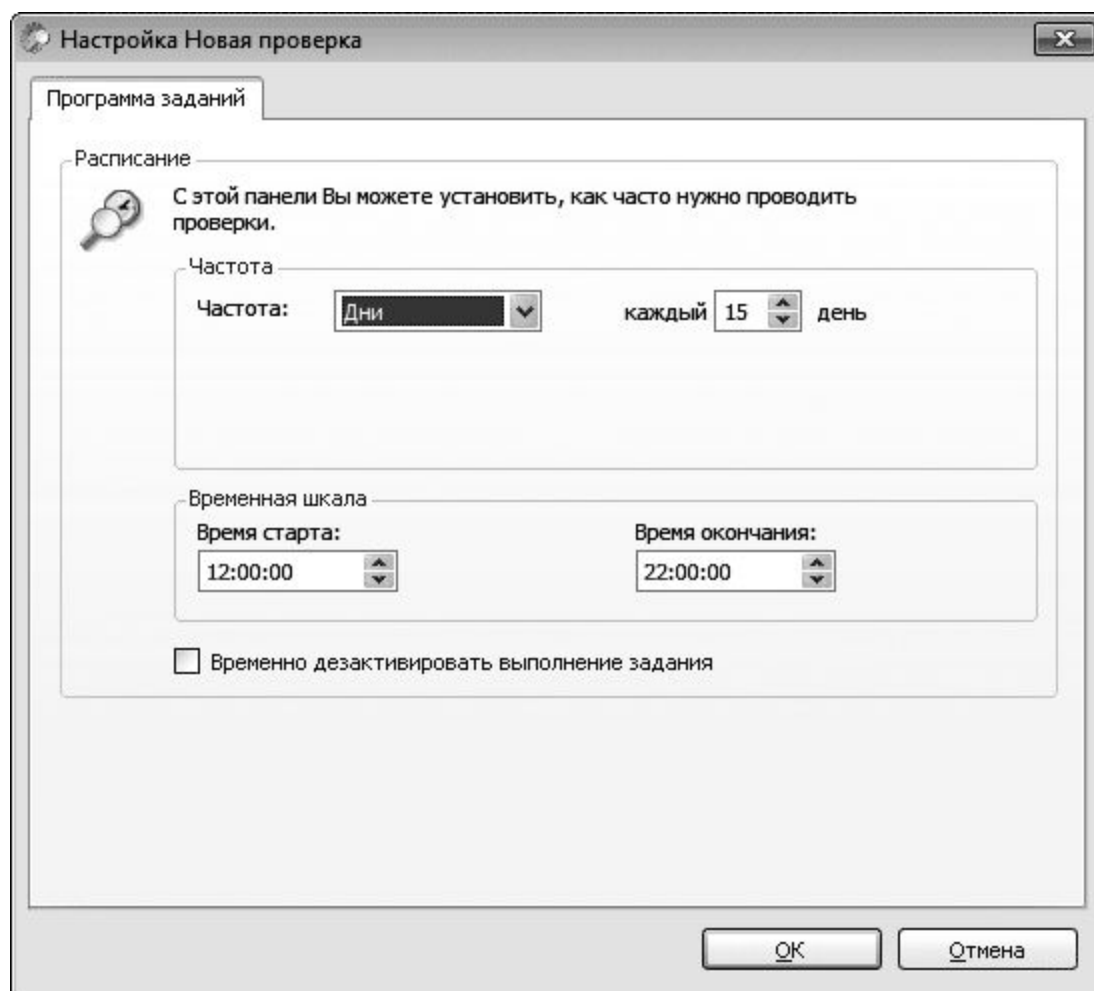 Настройка Новая проверка
Программа заданий
Расписание
С этой панели Вы можете установить, как часто нужно проводить
проверки.
Частота
Частота: Дни каждый 15 день
Временная шкала
Время старта: Время окончания:
12:00:00 22:00:00
Временно дезактивировать выполнение задания
OK Отмена